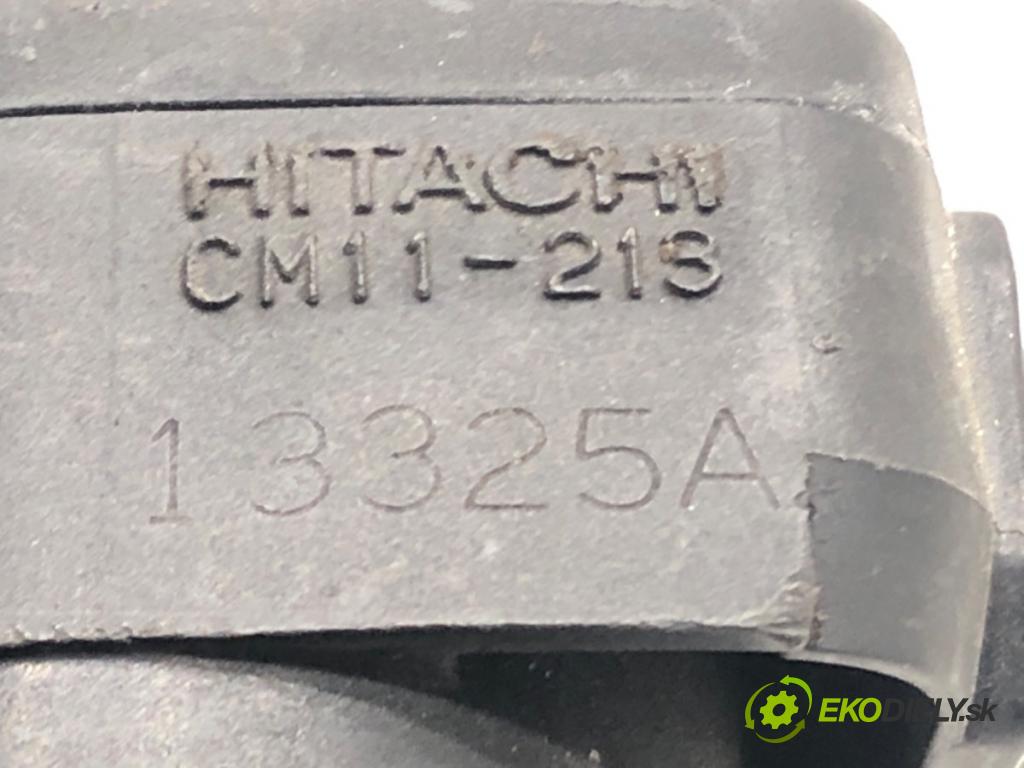 HITACHI
CM11-213
13325A
EKODIELY.sk